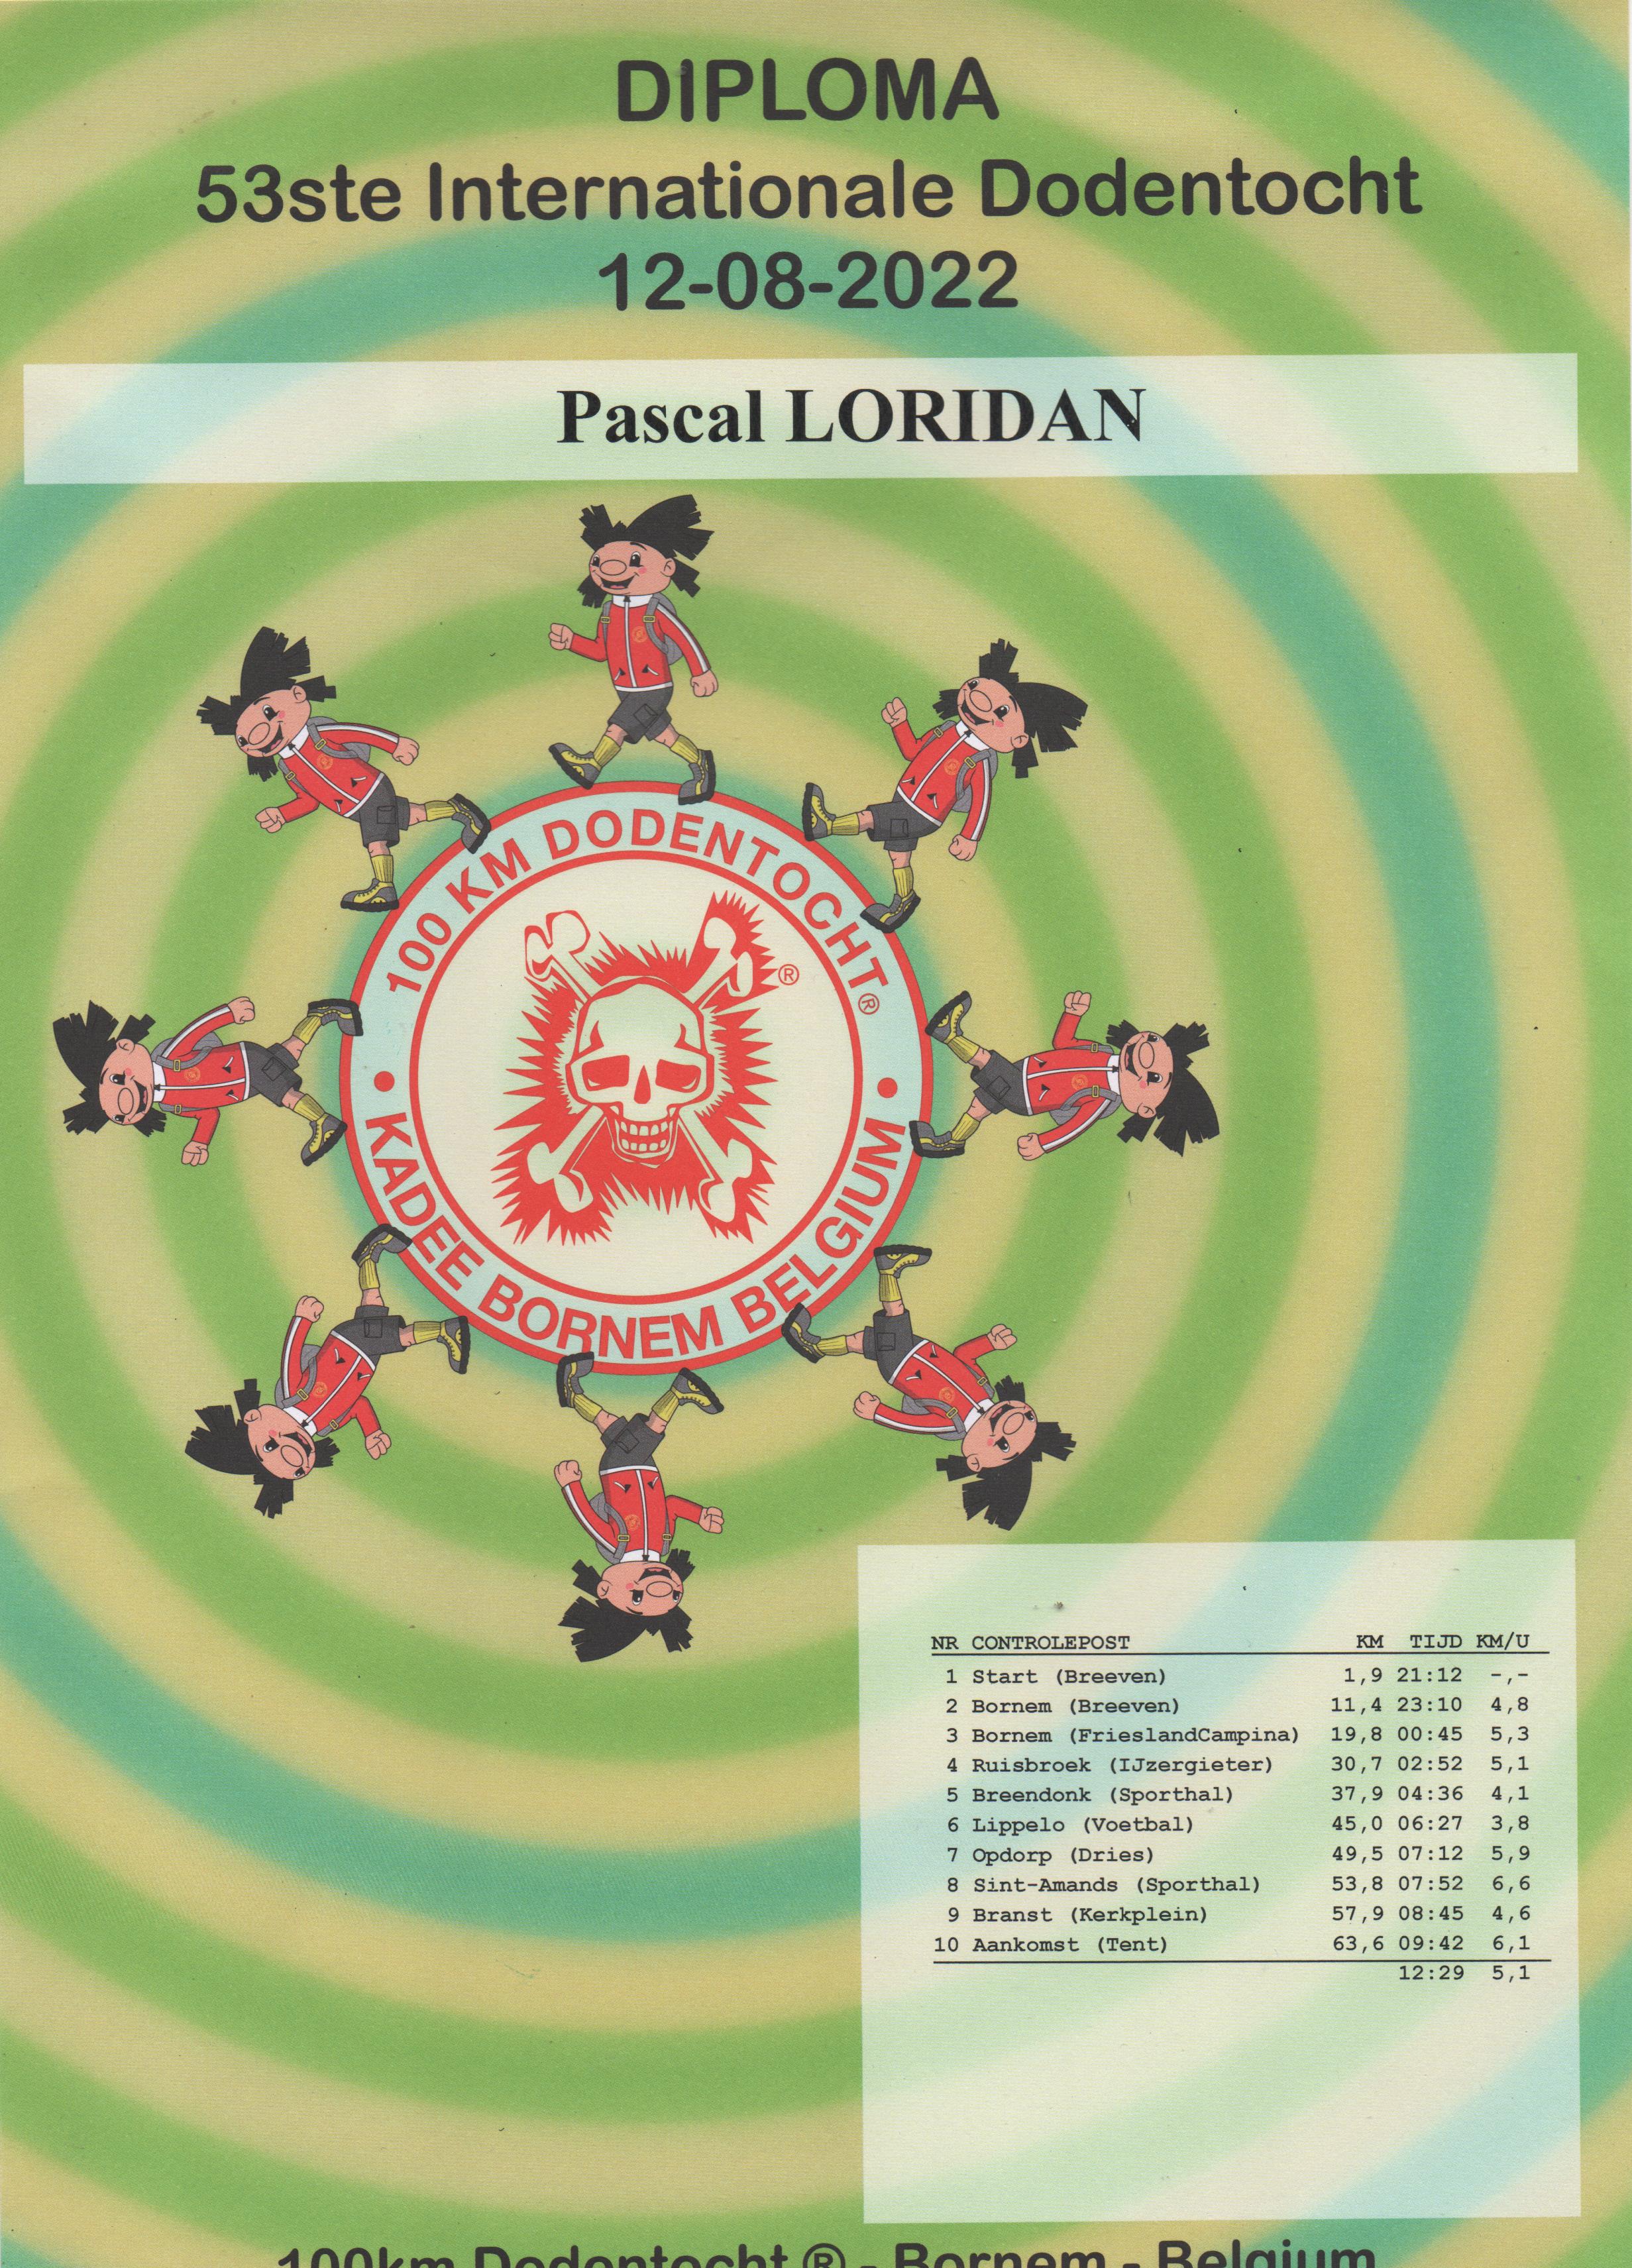 DIPLOMA
53ste Internationale Dodentocht
12-08-2022
Pascal LORIDAN
100 KM DODENTOCHT®
®
• KADEE BORNEM BELGIUM •
NR CONTROLEPOST KM TIJD KM/U
1 Start (Breeven) 1,9 21:12 -,-
2 Bornem (Breeven) 11,4 23:10 4,8
3 Bornem (FrieslandCampina) 19,8 00:45 5,3
4 Ruisbroek (IJzergieter) 30,7 02:52 5,1
5 Breendonk (Sporthal) 37,9 04:36 4,1
6 Lippelo (Voetbal) 45,0 06:27 3,8
7 Opdorp (Dries) 49,5 07:12 5,9
8 Sint-Amands (Sporthal) 53,8 07:52 6,6
9 Branst (Kerkplein) 57,9 08:45 4,6
10 Aankomst (Tent) 63,6 09:42 6,1
12:29 5,1
100km Dodentocht ® - Bornem - Belgium